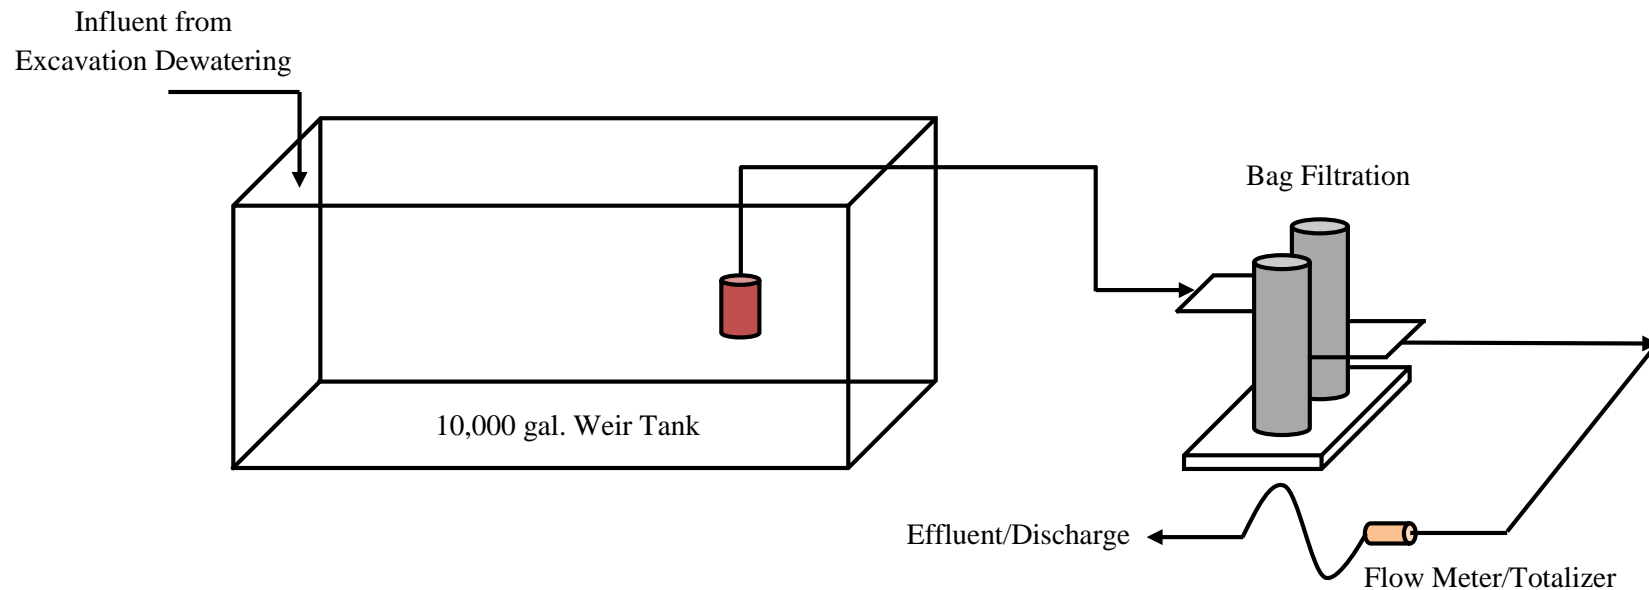 Influent from
Excavation Dewatering
Bag Filtration
10,000 gal. Weir Tank
Effluent/Discharge
Flow Meter/Totalizer